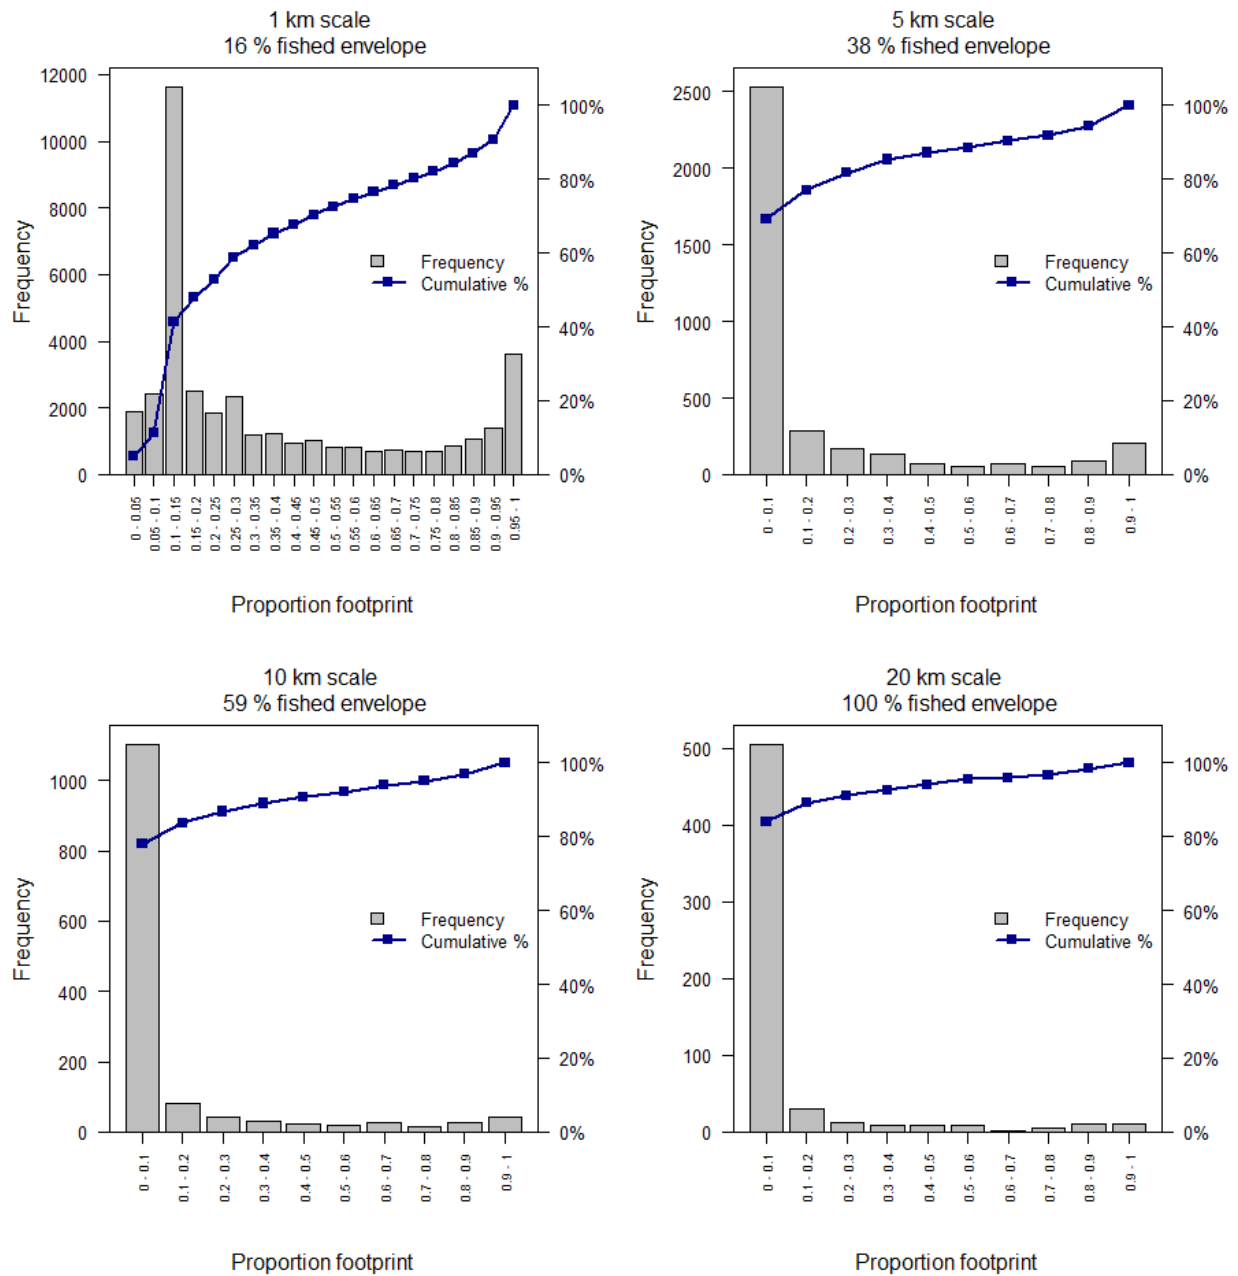 1 km scale
16 % fished envelope
12000
10000
8000
6000
4000
2000
0
Frequency
100%
80%
60%
40%
20%
0%
Frequency
Cumulative %
0 - 0.05
0.05 - 0.1
0.1 - 0.15
0.15 - 0.2
0.2 - 0.25
0.25 - 0.3
0.3 - 0.35
0.35 - 0.4
0.4 - 0.45
0.45 - 0.5
0.5 - 0.55
0.55 - 0.6
0.6 - 0.65
0.65 - 0.7
0.7 - 0.75
0.75 - 0.8
0.8 - 0.85
0.85 - 0.9
0.9 - 0.95
0.95 - 1
Proportion footprint
5 km scale
38 % fished envelope
2500
2000
1500
1000
500
0
Frequency
100%
80%
60%
40%
20%
0%
Frequency
Cumulative %
0 - 0.1
0.1 - 0.2
0.2 - 0.3
0.3 - 0.4
0.4 - 0.5
0.5 - 0.6
0.6 - 0.7
0.7 - 0.8
0.8 - 0.9
0.9 - 1
Proportion footprint
10 km scale
59 % fished envelope
1000
800
600
400
200
0
Frequency
100%
80%
60%
40%
20%
0%
Frequency
Cumulative %
0 - 0.1
0.1 - 0.2
0.2 - 0.3
0.3 - 0.4
0.4 - 0.5
0.5 - 0.6
0.6 - 0.7
0.7 - 0.8
0.8 - 0.9
0.9 - 1
Proportion footprint
20 km scale
100 % fished envelope
500
400
300
200
100
0
Frequency
100%
80%
60%
40%
20%
0%
Frequency
Cumulative %
0 - 0.1
0.1 - 0.2
0.2 - 0.3
0.3 - 0.4
0.4 - 0.5
0.5 - 0.6
0.6 - 0.7
0.7 - 0.8
0.8 - 0.9
0.9 - 1
Proportion footprint